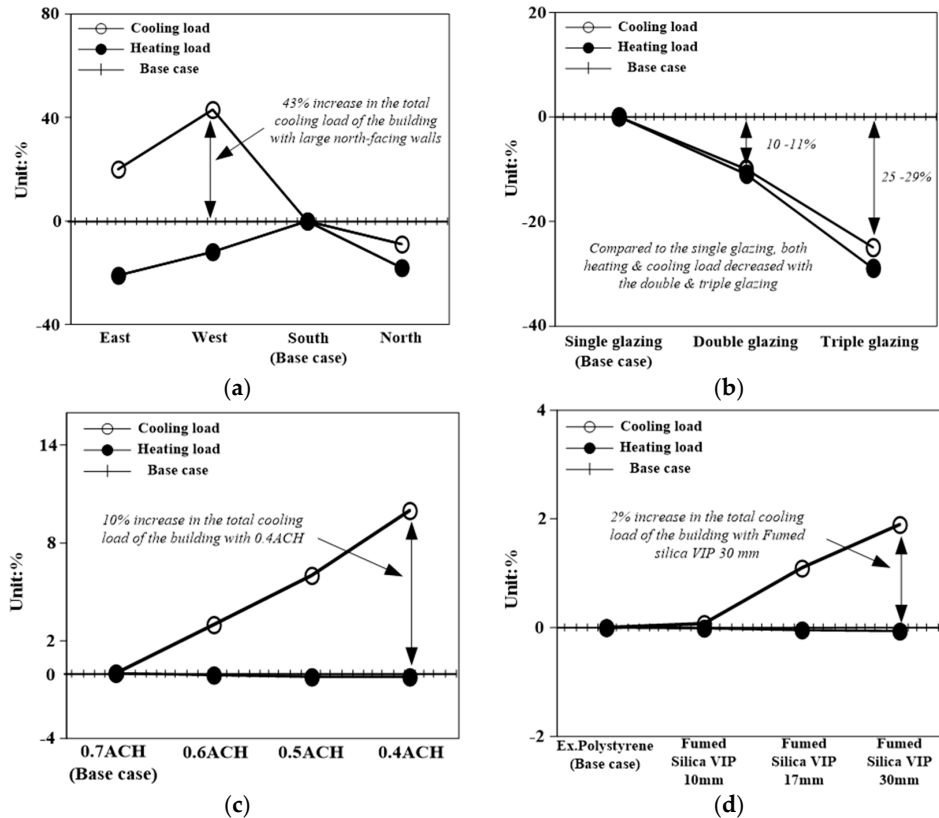 Cooling load
Heating load
Base case
80
40
0
-40
Unit:%
43% increase in the total
cooling load of the building
with large north-facing walls
East
West
South
(Base case)
North
(a)
Cooling load
Heating load
Base case
20
0
-20
-40
Unit:%
10 -11%
25 -29%
Compared to the single glazing, both
heating & cooling load decreased with
the double & triple glazing
Single glazing
(Base case)
Double glazing
Triple glazing
(b)
Cooling load
Heating load
Base case
14
8
2
0
-4
Unit:%
10% increase in the total cooling
load of the building with 0.4ACH
0.7ACH
(Base case)
0.6ACH
0.5ACH
0.4ACH
(c)
Cooling load
Heating load
Base case
4
2
0
-2
Unit:%
2% increase in the total cooling
load of the building with Fumed
silica VIP 30 mm
Ex.Polystyrene
(Base case)
Fumed
Silica VIP
10mm
Fumed
Silica VIP
17mm
Fumed
Silica VIP
30mm
(d)